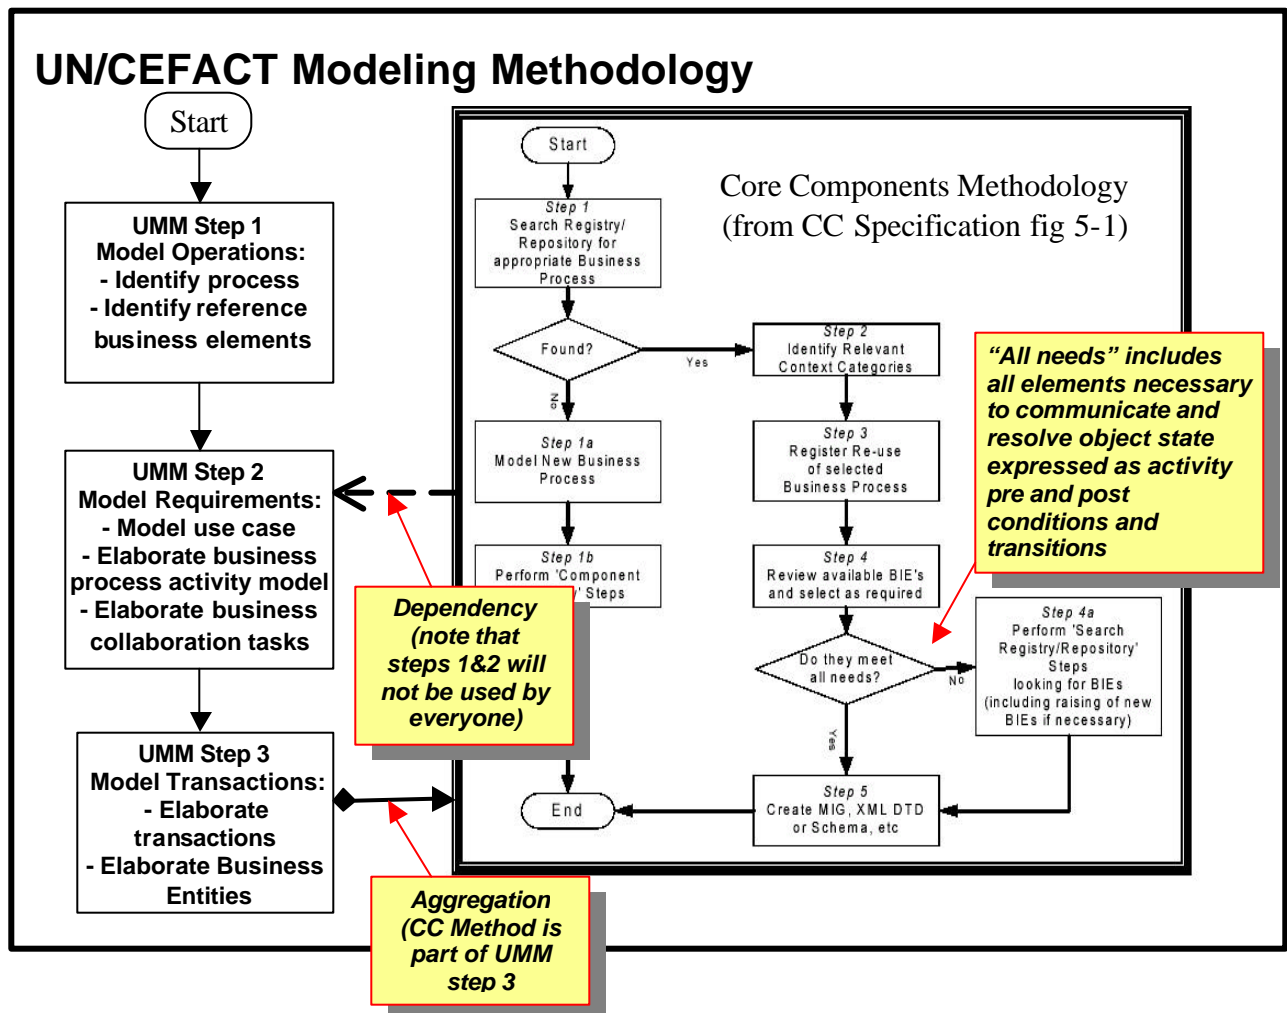 UN/CEFACT Modeling Methodology
Start
UMM Step 1
Model Operations:
- Identify process
- Identify reference
business elements
UMM Step 2
Model Requirements:
- Model use case
- Elaborate business
process activity model
- Elaborate business
collaboration tasks
UMM Step 3
Model Transactions:
- Elaborate
transactions
- Elaborate Business
Entities
Core Components Methodology
(from CC Specification fig 5-1)
Start
Step 1
Search Registry/
Repository for
appropriate Business
Process
Found?
Yes
No
Step 1a
Model New Business
Process
Step 1b
Perform 'Component
' Steps
Step 2
Identify Relevant
Context Categories
Step 3
Register Re-use
of selected
Business Process
Step 4
Review available BIE's
and select as required
Do they meet
all needs?
No
Yes
Step 4a
Perform 'Search
Registry/Repository'
Steps
looking for BIEs
(including raising of new
BIEs if necessary)
Step 5
Create MIG, XML DTD
or Schema, etc
End
“All needs” includes
all elements necessary
to communicate and
resolve object state
expressed as activity
pre and post
conditions and
transitions
Dependency
(note that
steps 1&2 will
not be used by
everyone)
Aggregation
(CC Method is
part of UMM
step 3